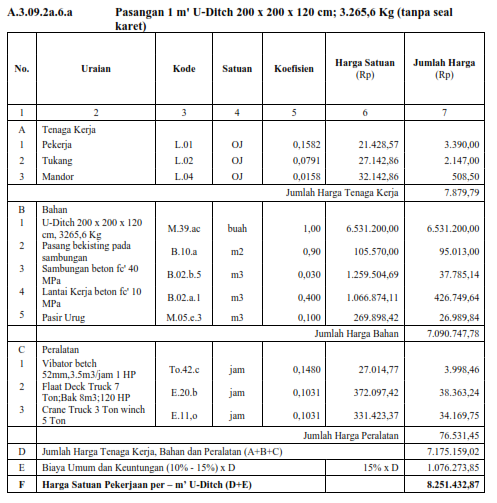 A.3.09.2a.6.a Pasangan 1 m' U-Ditch 200 x 200 x 120 cm; 3.265,6 Kg (tanpa seal
karet)
No. Uraian Kode Satuan Koefisien Harga Satuan (Rp) Jumlah Harga (Rp)
1 2 3 4 5 6 7
A Tenaga Kerja
1 Pekerja L.01 OJ 0,1582 21.428,57 3.390,00
2 Tukang L.02 OJ 0,0791 27.142,86 2.147,00
3 Mandor L.04 OJ 0,0158 32.142,86 508,50
Jumlah Harga Tenaga Kerja 7.879,79
B Bahan
1 U-Ditch 200 x 200 x 120
cm, 3265,6 Kg M.39.ac buah 1,00 6.531.200,00 6.531.200,00
2 Pasang bekisting pada
sambungan B.10.a m2 0,90 105.570,00 95.013,00
3 Sambungan beton fc' 40
MPa B.02.b.5 m3 0,030 1.259.504,69 37.785,14
4 Lantai Kerja beton fc' 10
MPa B.02.a.1 m3 0,400 1.066.874,11 426.749,64
5 Pasir Urug M.05.e.3 m3 0,100 269.898,42 26.989,84
Jumlah Harga Bahan 7.090.747,78
C Peralatan
1 Vibator betch
52mm,3.5m3/jam 1 HP To.42.c jam 0,1480 27.014,77 3.998,46
2 Flaat Deck Truck 7
Ton;Bak 8m3;120 HP E.20.b jam 0,1031 372.097,42 38.363,24
3 Crane Truck 3 Ton winch
5 Ton E.11,o jam 0,1031 331.423,37 34.169,75
Jumlah Harga Peralatan 76.531,45
D Jumlah Harga Tenaga Kerja, Bahan dan Peralatan (A+B+C) 7.175.159,02
E Biaya Umum dan Keuntungan (10% - 15%) x D 15% x D 1.076.273,85
F Harga Satuan Pekerjaan per – m' U-Ditch (D+E) 8.251.432,87